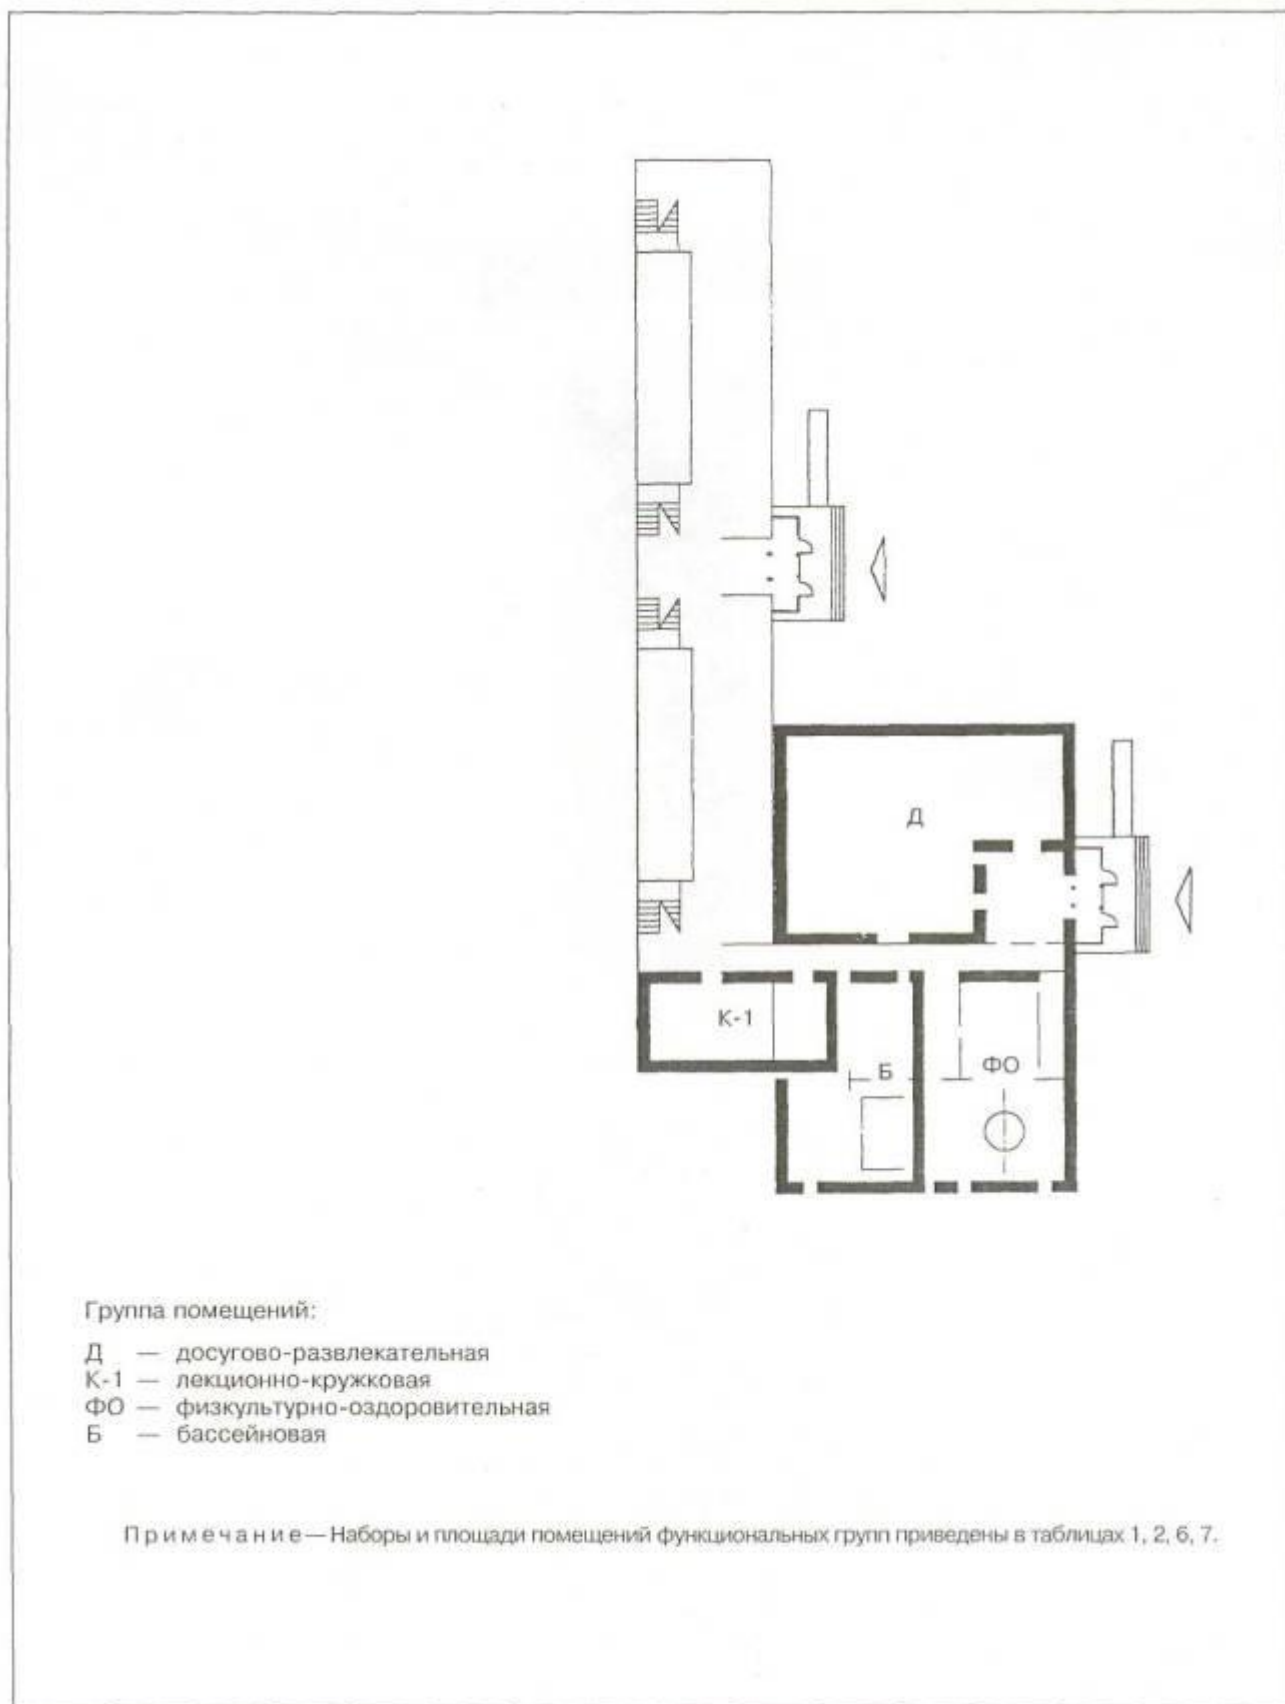 Д
К-1
Б
ФО
Группа помещений:
Д — досугово-развлекательная
К-1 — лекционно-кружковая
ФО — физкультурно-оздоровительная
Б — бассейновая
Примечание — Наборы и площади помещений функциональных групп приведены в таблицах 1, 2, 6, 7.